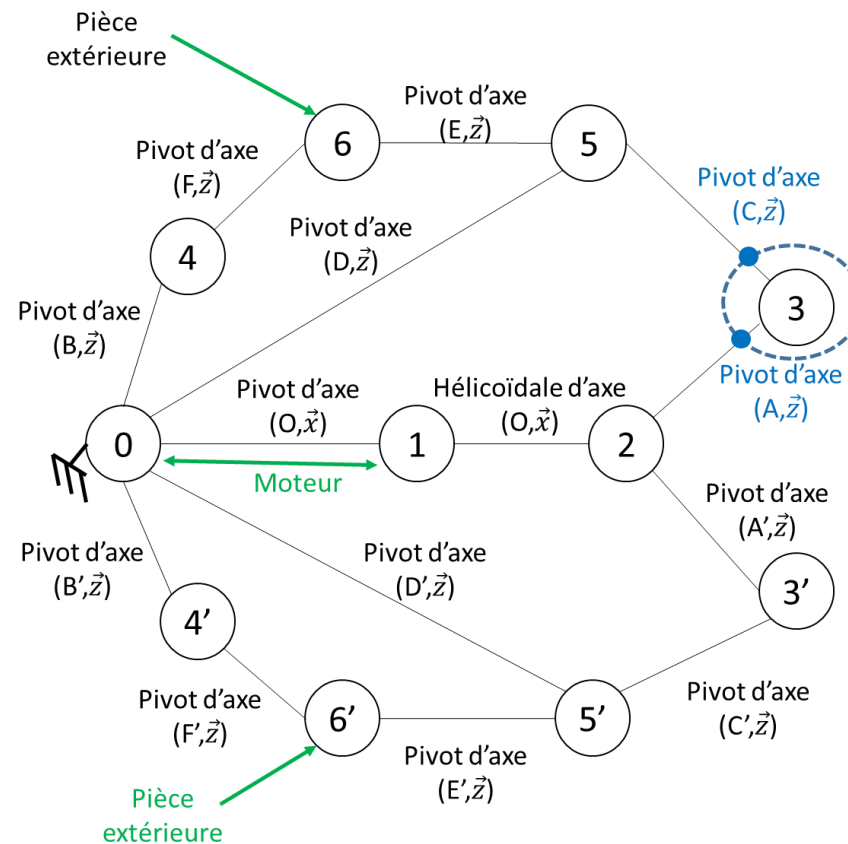 Pièce
extérieure
Pivot d'axe
(E,z⃗)
6
5
Pivot d'axe
(F,z⃗)
Pivot d'axe
(C,z⃗)
4
Pivot d'axe
(D,z⃗)
3
Pivot d'axe
(B,z⃗)
Pivot d'axe
(A,z⃗)
Pivot d'axe
(O,x⃗)
Hélicoïdale d'axe
(O,x⃗)
0
1
2
Moteur
Pivot d'axe
(A',z⃗)
Pivot d'axe
(B',z⃗)
Pivot d'axe
(D',z⃗)
3'
4'
Pivot d'axe
(F',z⃗)
6'
5'
Pivot d'axe
(C',z⃗)
Pivot d'axe
(E',z⃗)
Pièce
extérieure